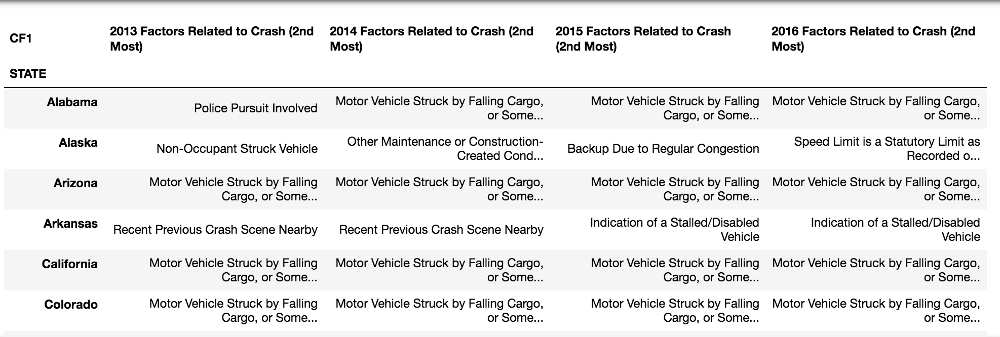 CF1 2013 Factors Related to Crash (2nd Most) 2014 Factors Related to Crash (2nd Most) 2015 Factors Related to Crash (2nd Most) 2016 Factors Related to Crash (2nd Most)
STATE
Alabama Police Pursuit Involved Motor Vehicle Struck by Falling Cargo, or Some... Motor Vehicle Struck by Falling Cargo, or Some... Motor Vehicle Struck by Falling Cargo, or Some...
Alaska Non-Occupant Struck Vehicle Other Maintenance or Construction-Created Cond... Backup Due to Regular Congestion Speed Limit is a Statutory Limit as Recorded o...
Arizona Motor Vehicle Struck by Falling Cargo, or Some... Motor Vehicle Struck by Falling Cargo, or Some... Motor Vehicle Struck by Falling Cargo, or Some... Motor Vehicle Struck by Falling Cargo, or Some...
Arkansas Recent Previous Crash Scene Nearby Recent Previous Crash Scene Nearby Indication of a Stalled/Disabled Vehicle Indication of a Stalled/Disabled Vehicle
California Motor Vehicle Struck by Falling Cargo, or Some... Motor Vehicle Struck by Falling Cargo, or Some... Motor Vehicle Struck by Falling Cargo, or Some... Motor Vehicle Struck by Falling Cargo, or Some...
Colorado Motor Vehicle Struck by Falling Cargo, or Some... Motor Vehicle Struck by Falling Cargo, or Some... Motor Vehicle Struck by Falling Cargo, or Some... Motor Vehicle Struck by Falling Cargo, or Some...